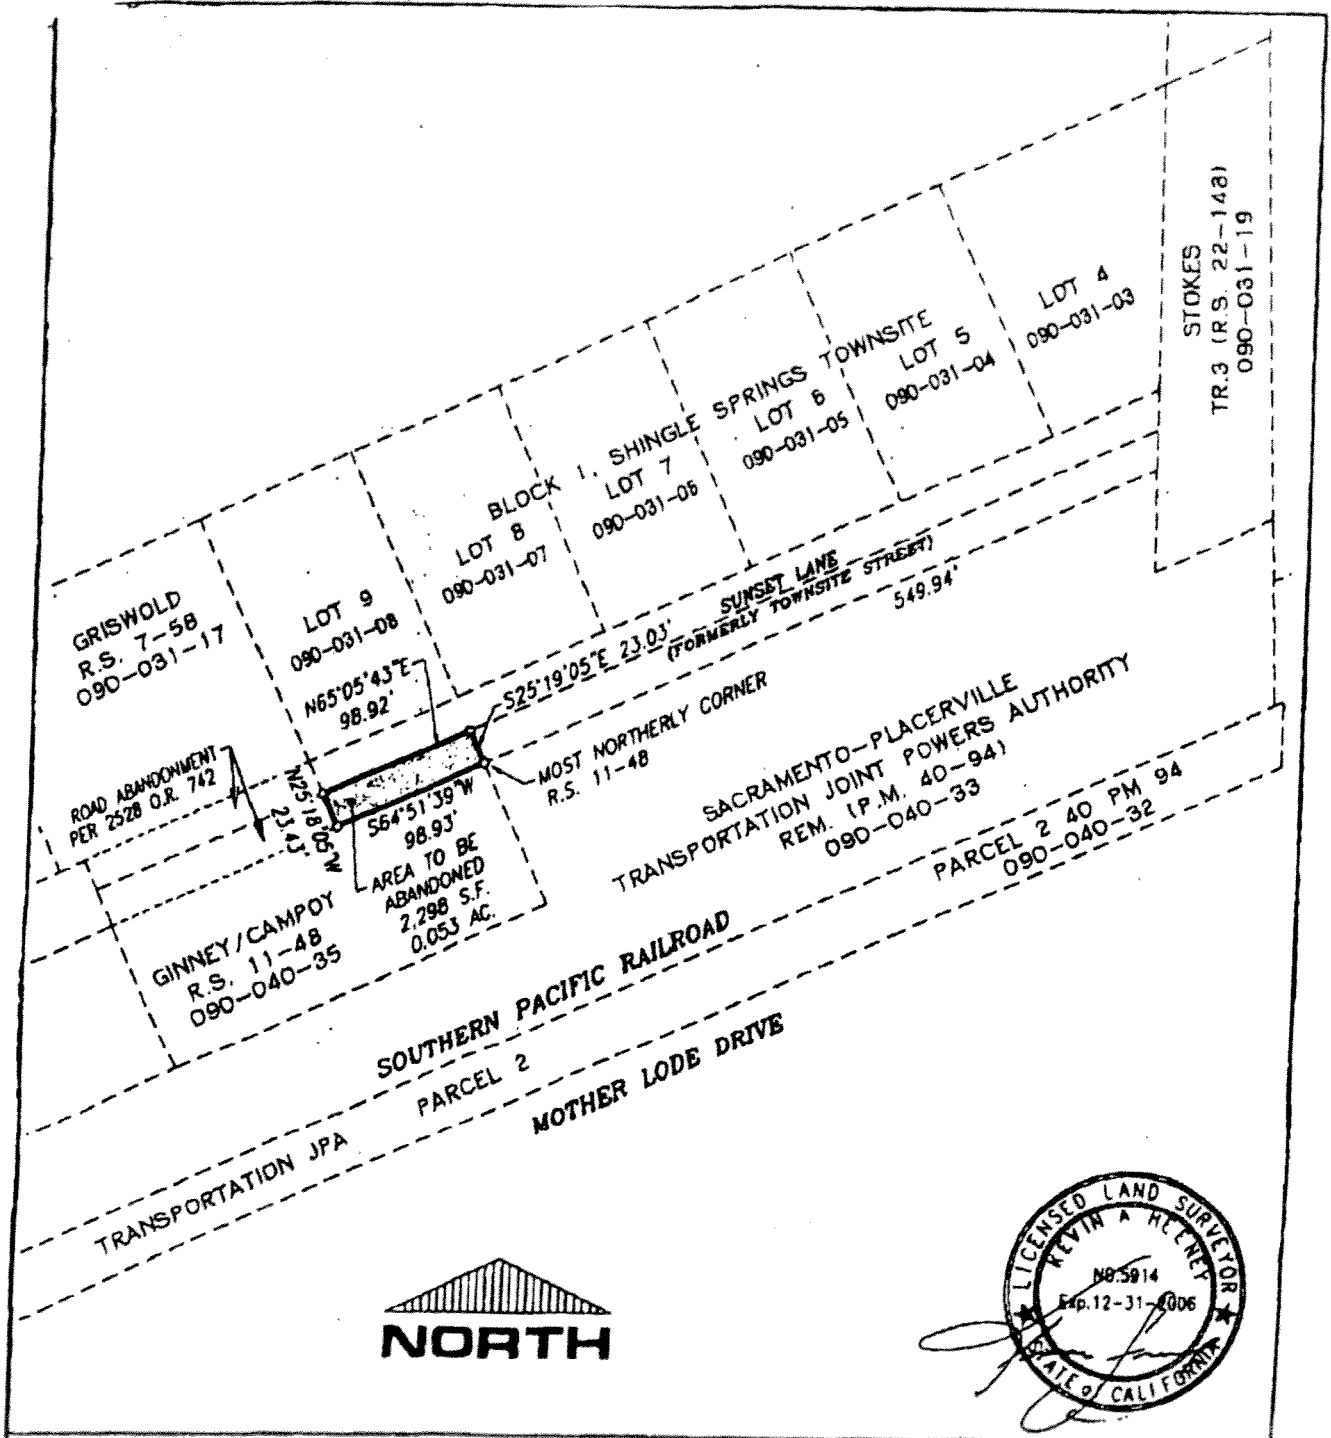 STOKES
TR.3 (R.S. 22-148)
090-031-19
LOT 4
090-031-03
BLOCK 1, SHINGLE SPRINGS TOWNSITE
LOT 5
090-031-04
LOT 6
090-031-05
LOT 7
090-031-06
LOT 8
090-031-07
LOT 9
090-031-08
GRISWOLD
R.S. 7-58
090-031-17
SUNSET LANE
(FORMERLY TOWNSITE STREET)
549.94'
S25°19'05"E 23.03'
N65°05'43"E
98.92'
MOST NORTHERLY CORNER
R.S. 11-48
ROAD ABANDONMENT
PER 2528 O.R. 742
N25°18'05"W
23.43'
S64°51'39"W
98.93'
AREA TO BE
ABANDONED
2,298 S.F.
0.053 AC.
SACRAMENTO-PLACERVILLE
TRANSPORTATION JOINT POWERS AUTHORITY
REM. (P.M. 40-94)
090-040-33
GINNEY/CAMPOY
R.S. 11-48
090-040-35
PARCEL 2 40 PM 94
090-040-32
SOUTHERN PACIFIC RAILROAD
TRANSPORTATION JPA PARCEL 2
MOTHER LODE DRIVE
NORTH
LICENSED LAND SURVEYOR
KEVIN A HEENEY
NO.5914
Exp.12-31-2006
STATE of CALIFORNIA